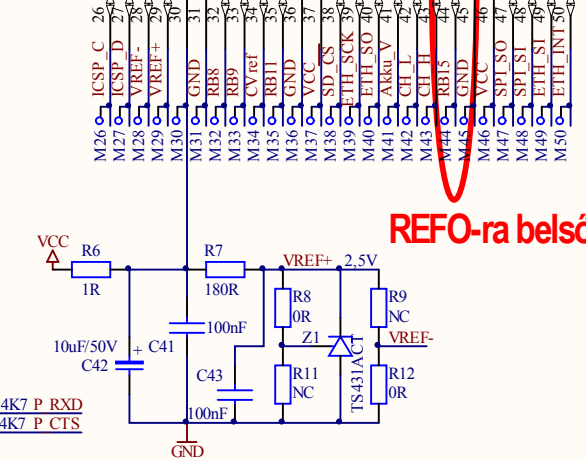 26 27 28 29 30 31 32 33 34 35 36 37 38 39 40 41 42 43 44 45 46 47 48 49 50
ICSP_C
ICSP_D
VREF-
VREF+
GND
RB8
RB9
CVref
RB11
GND
VCC
SD_CS
ETH_SCK
ETH_SO
Akku_V
CH_L
CH_H
RB15
GND
VCC
SPI_SO
SPI_SI
ETH_SI
ETH_INT
M26 M27 M28 M29 M30 M31 M32 M33 M34 M35 M36 M37 M38 M39 M40 M41 M42 M43 M44 M45 M46 M47 M48 M49 M50
REFO-ra belső
VCC
R6
1R
R7
180R
VREF+ 2,5V
R8
0R
R9
NC
100nF
10uF/50V + C41
C42
Z1
TS431ACT
VREF-
C43
100nF
R11
NC
R12
0R
4K7 P_RXD
4K7 P_CTS
GND